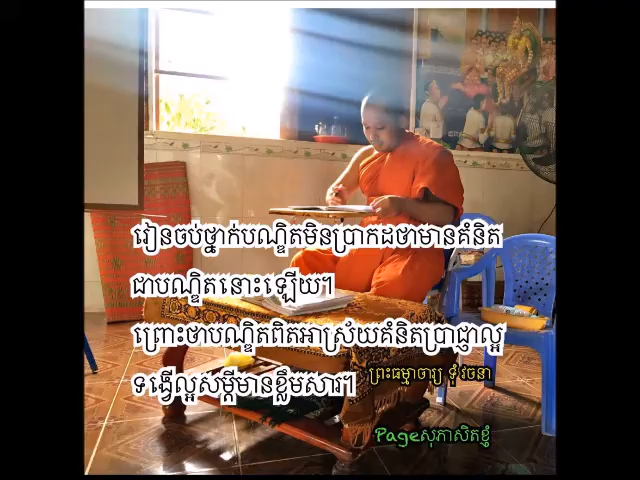 រៀនចប់ថ្នាក់បណ្ឌិតមិនប្រាកដថាមានគំនិត
ជាបណ្ឌិតនោះឡើយ។
ព្រោះថាបណ្ឌិតពិតអាស្រ័យគំនិតប្រាជ្ញាល្អ
ទង្វើល្អសម្ដីមានខ្លឹមសារ។
ព្រះធម្មាចារ្យ ទុំ វចនា
Pageសុភាសិតខ្ញុំ